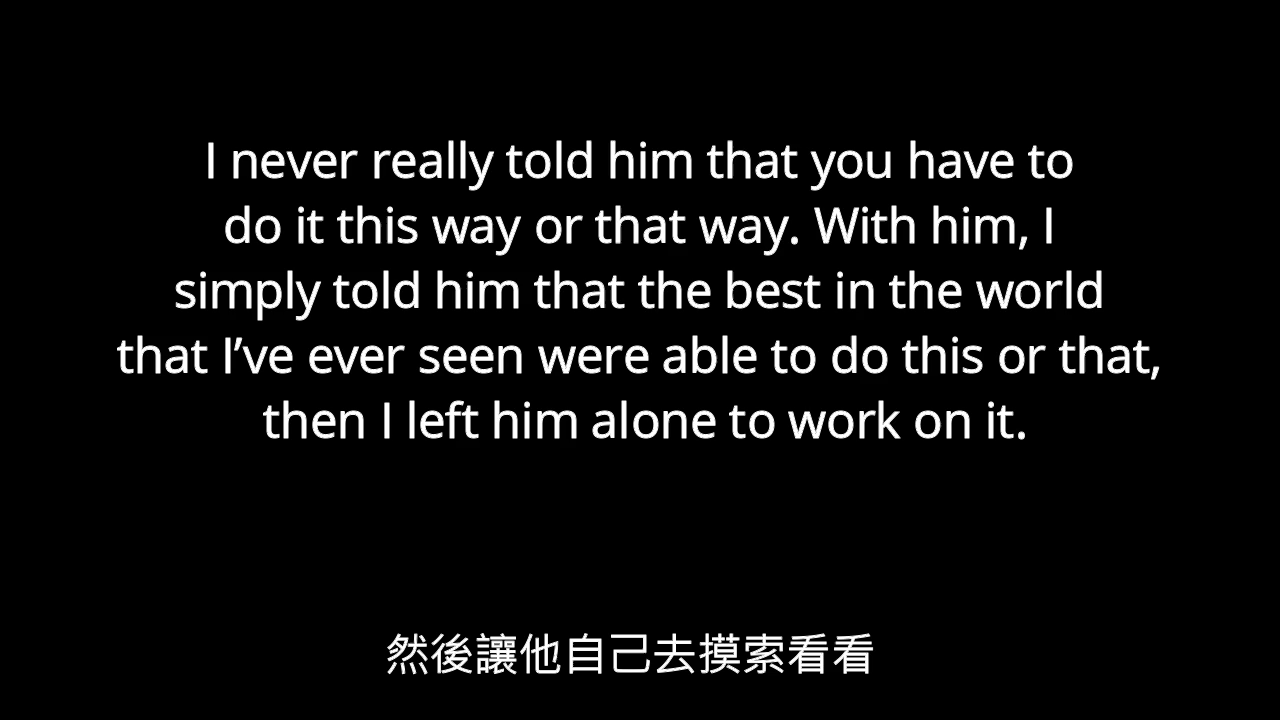 I never really told him that you have to
do it this way or that way. With him, I
simply told him that the best in the world
that I’ve ever seen were able to do this or that,
then I left him alone to work on it.
然後讓他自己去摸索看看